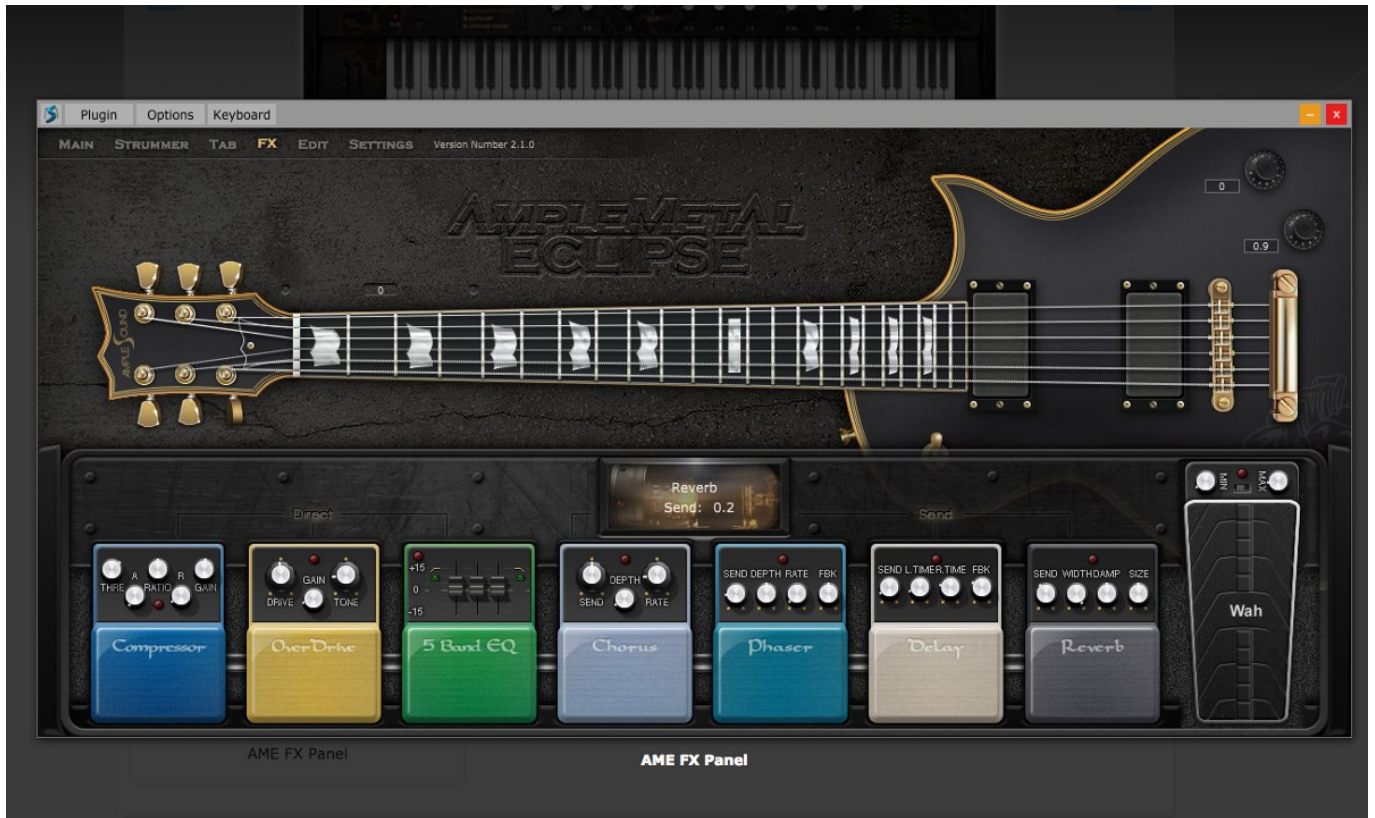 Plugin Options Keyboard
MAIN STRUMMER TAB FX EDIT SETTINGS Version Number 2.1.0
0
AMPLEMETAL
ECLIPSE
0.9
0
AMPLE SOUND
Reverb
Send: 0.2
Direct
Send
MIN MAX
THRE A RATIO R GAIN
GAIN
DRIVE TONE
+15
0
-15
DEPTH
SEND RATE
SEND DEPTH RATE FBK
SEND L.TIME R.TIME FBK
SEND WIDTH DAMP SIZE
Wah
Compressor
OverDrive
5 Band EQ
Chorus
Phaser
Delay
Reverb
AME FX Panel
AME FX Panel